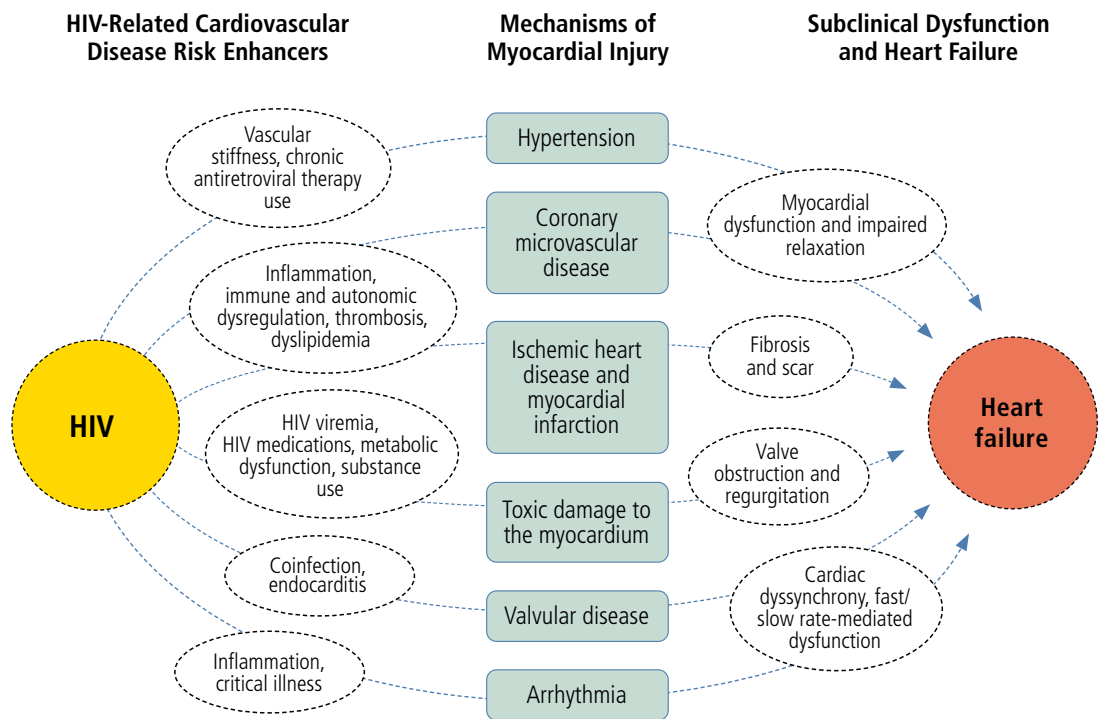 HIV-Related Cardiovascular
Disease Risk Enhancers
Mechanisms of
Myocardial Injury
Subclinical Dysfunction
and Heart Failure
Vascular
stiffness, chronic
antiretroviral therapy
use
Inflammation,
immune and autonomic
dysregulation, thrombosis,
dyslipidemia
HIV
HIV viremia,
HIV medications, metabolic
dysfunction, substance
use
Coinfection,
endocarditis
Inflammation,
critical illness
Hypertension
Coronary
microvascular
disease
Ischemic heart
disease and
myocardial
infarction
Toxic damage to
the myocardium
Valvular disease
Arrhythmia
Myocardial
dysfunction and impaired
relaxation
Fibrosis
and scar
Valve
obstruction and
regurgitation
Cardiac
dyssynchrony, fast/
slow rate-mediated
dysfunction
Heart
failure